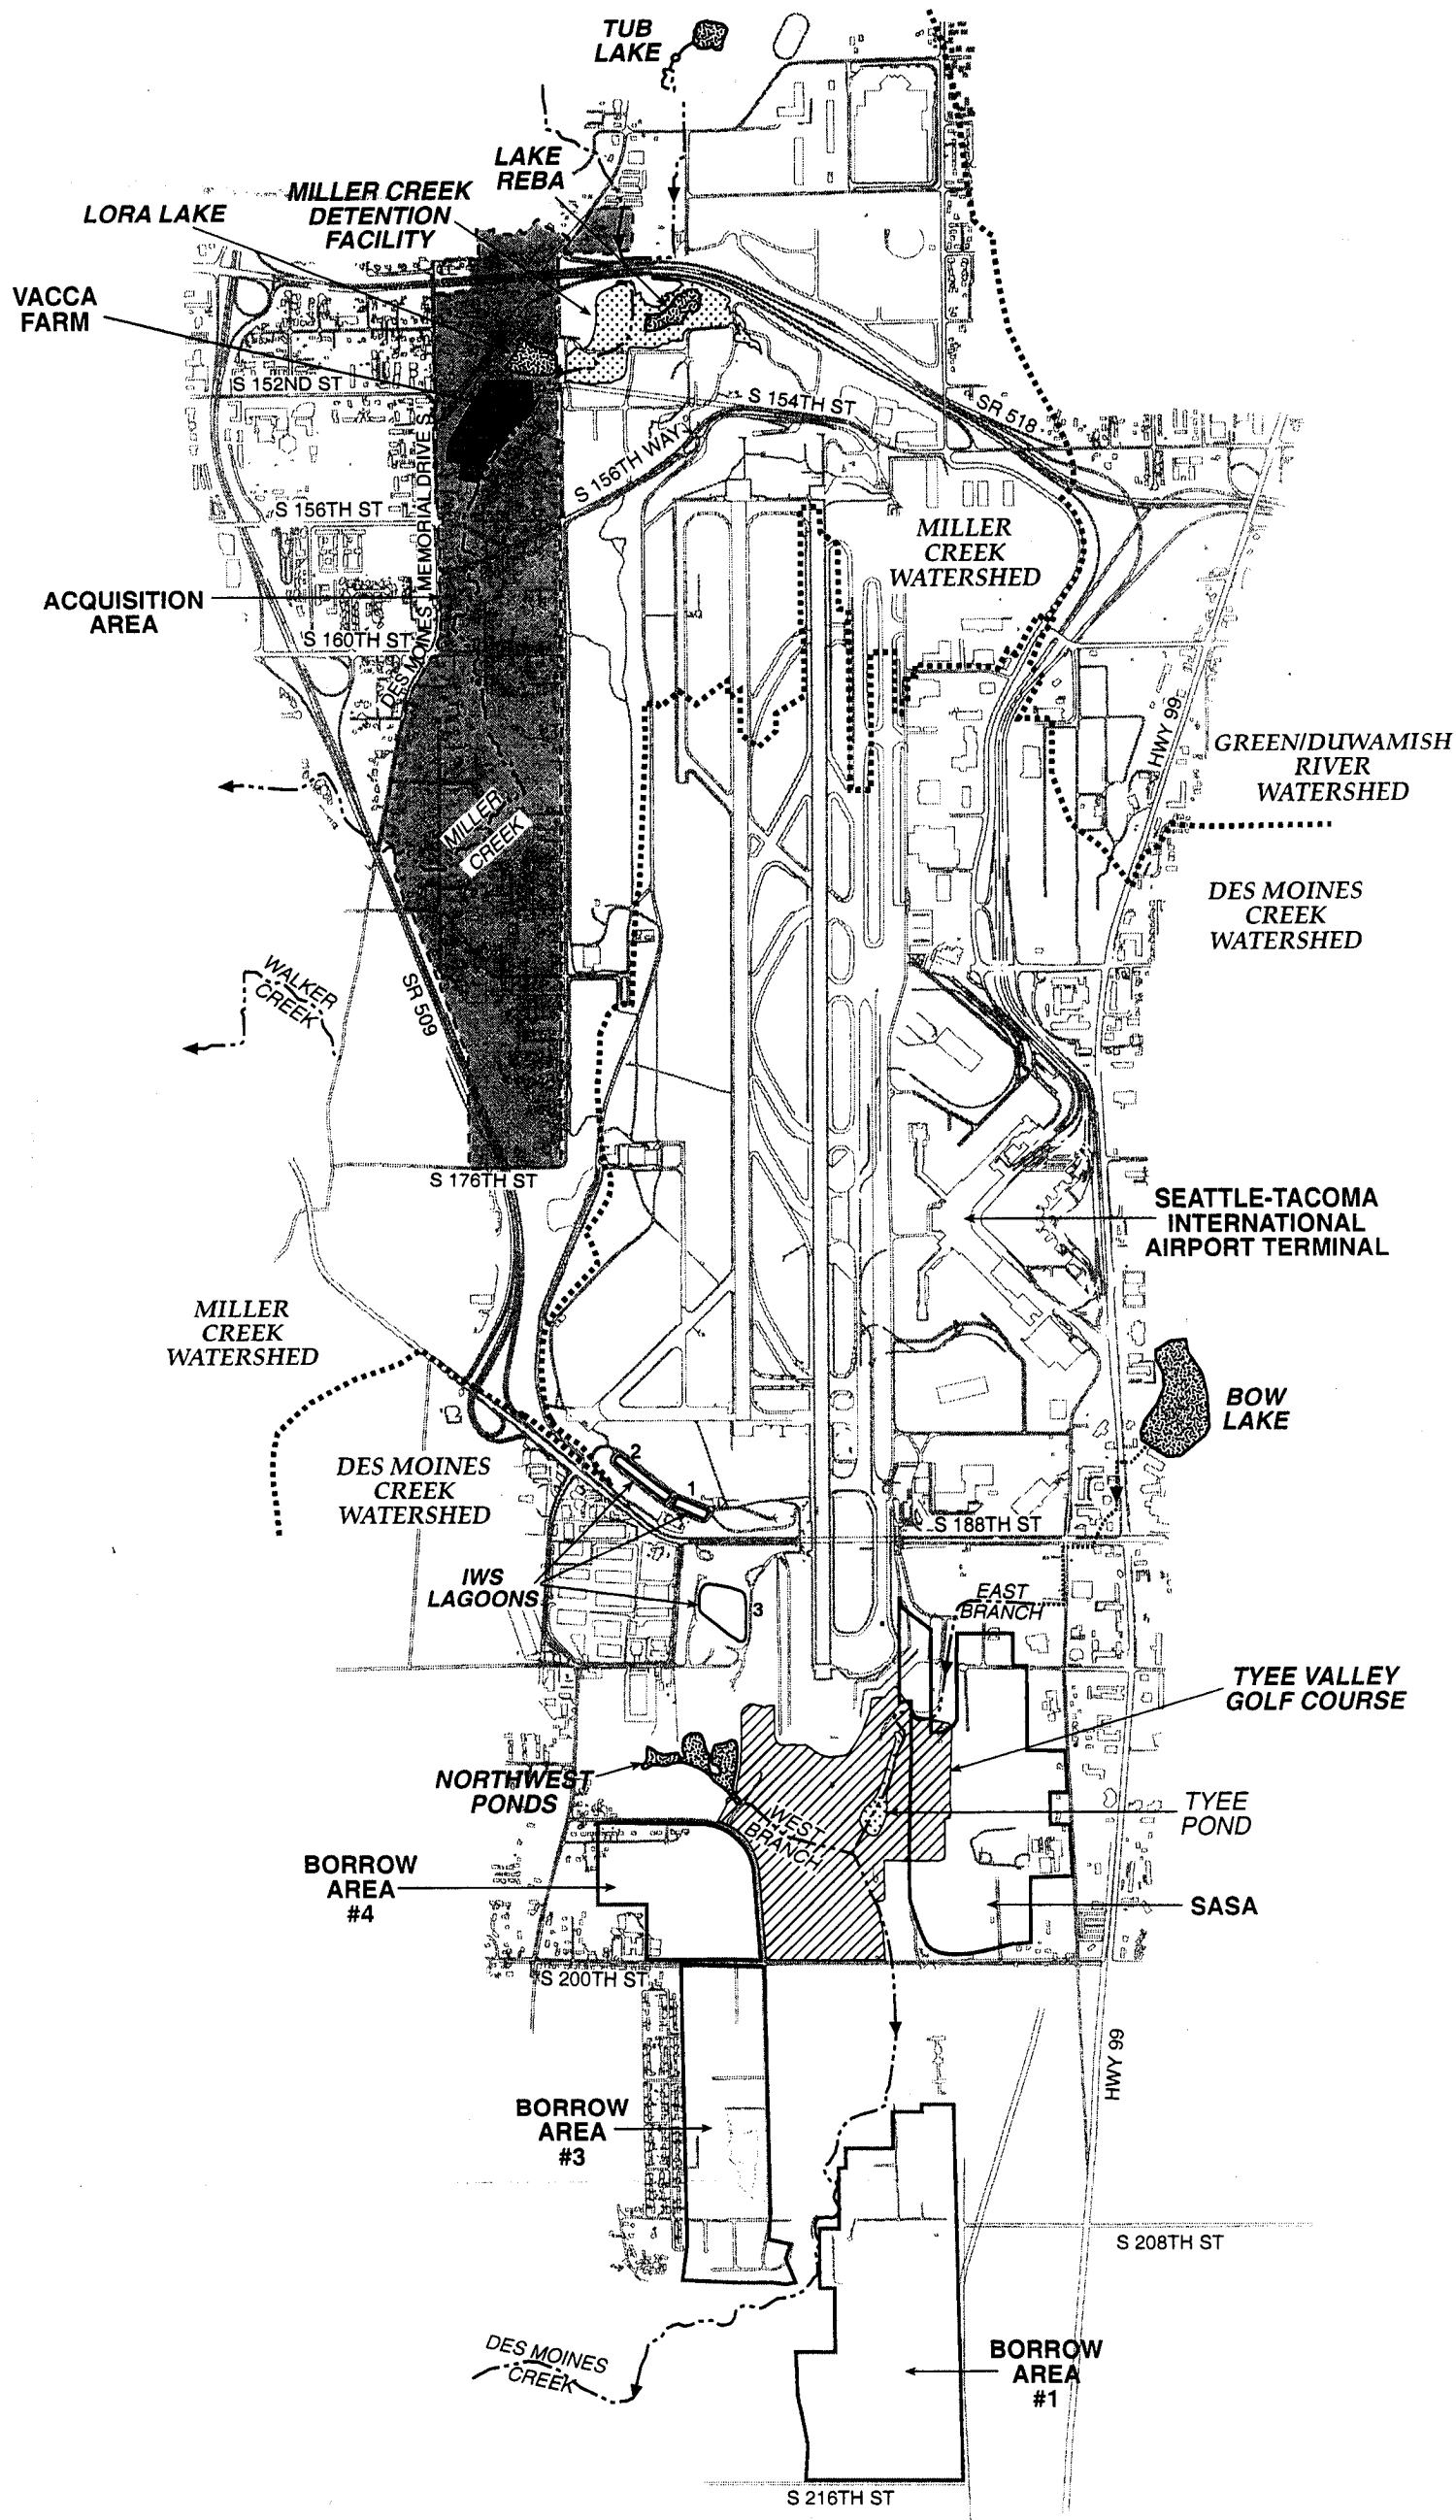 TUB
LAKE
LAKE
REBA
MILLER CREEK
DETENTION
FACILITY
LORA LAKE
VACCA
FARM
S 152ND ST
S 154TH ST
SR 518
S 156TH WAY
DES MOINES MEMORIAL DRIVE S
S 156TH ST
MILLER
CREEK
WATERSHED
ACQUISITION
AREA
S 160TH ST
HWY 99
GREEN/DUWAMISH
RIVER
WATERSHED
MILLER
CREEK
DES MOINES
CREEK
WATERSHED
WALKER
CREEK
SR 509
S 176TH ST
SEATTLE-TACOMA
INTERNATIONAL
AIRPORT TERMINAL
MILLER
CREEK
WATERSHED
BOW
LAKE
DES MOINES
CREEK
WATERSHED
2
1
S 188TH ST
IWS
LAGOONS
3
EAST
BRANCH
TYEE VALLEY
GOLF COURSE
NORTHWEST
PONDS
WEST
BRANCH
TYEE
POND
BORROW
AREA
#4
SASA
S 200TH ST
HWY 99
BORROW
AREA
#3
S 208TH ST
DES MOINES
CREEK
BORROW
AREA
#1
S 216TH ST